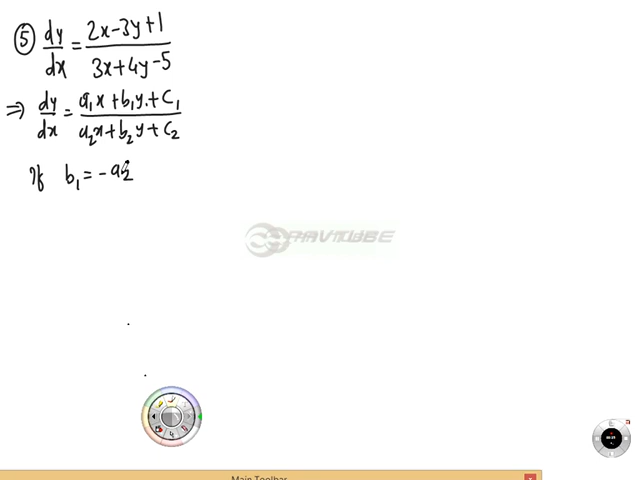 ⑤ dy/dx = (2x-3y+1)/(3x+4y-5)
⇒ dy/dx = (a₁x+b₁y+c₁)/(a₂x+b₂y+c₂)
If b₁ = -a₂
Main Toolbar